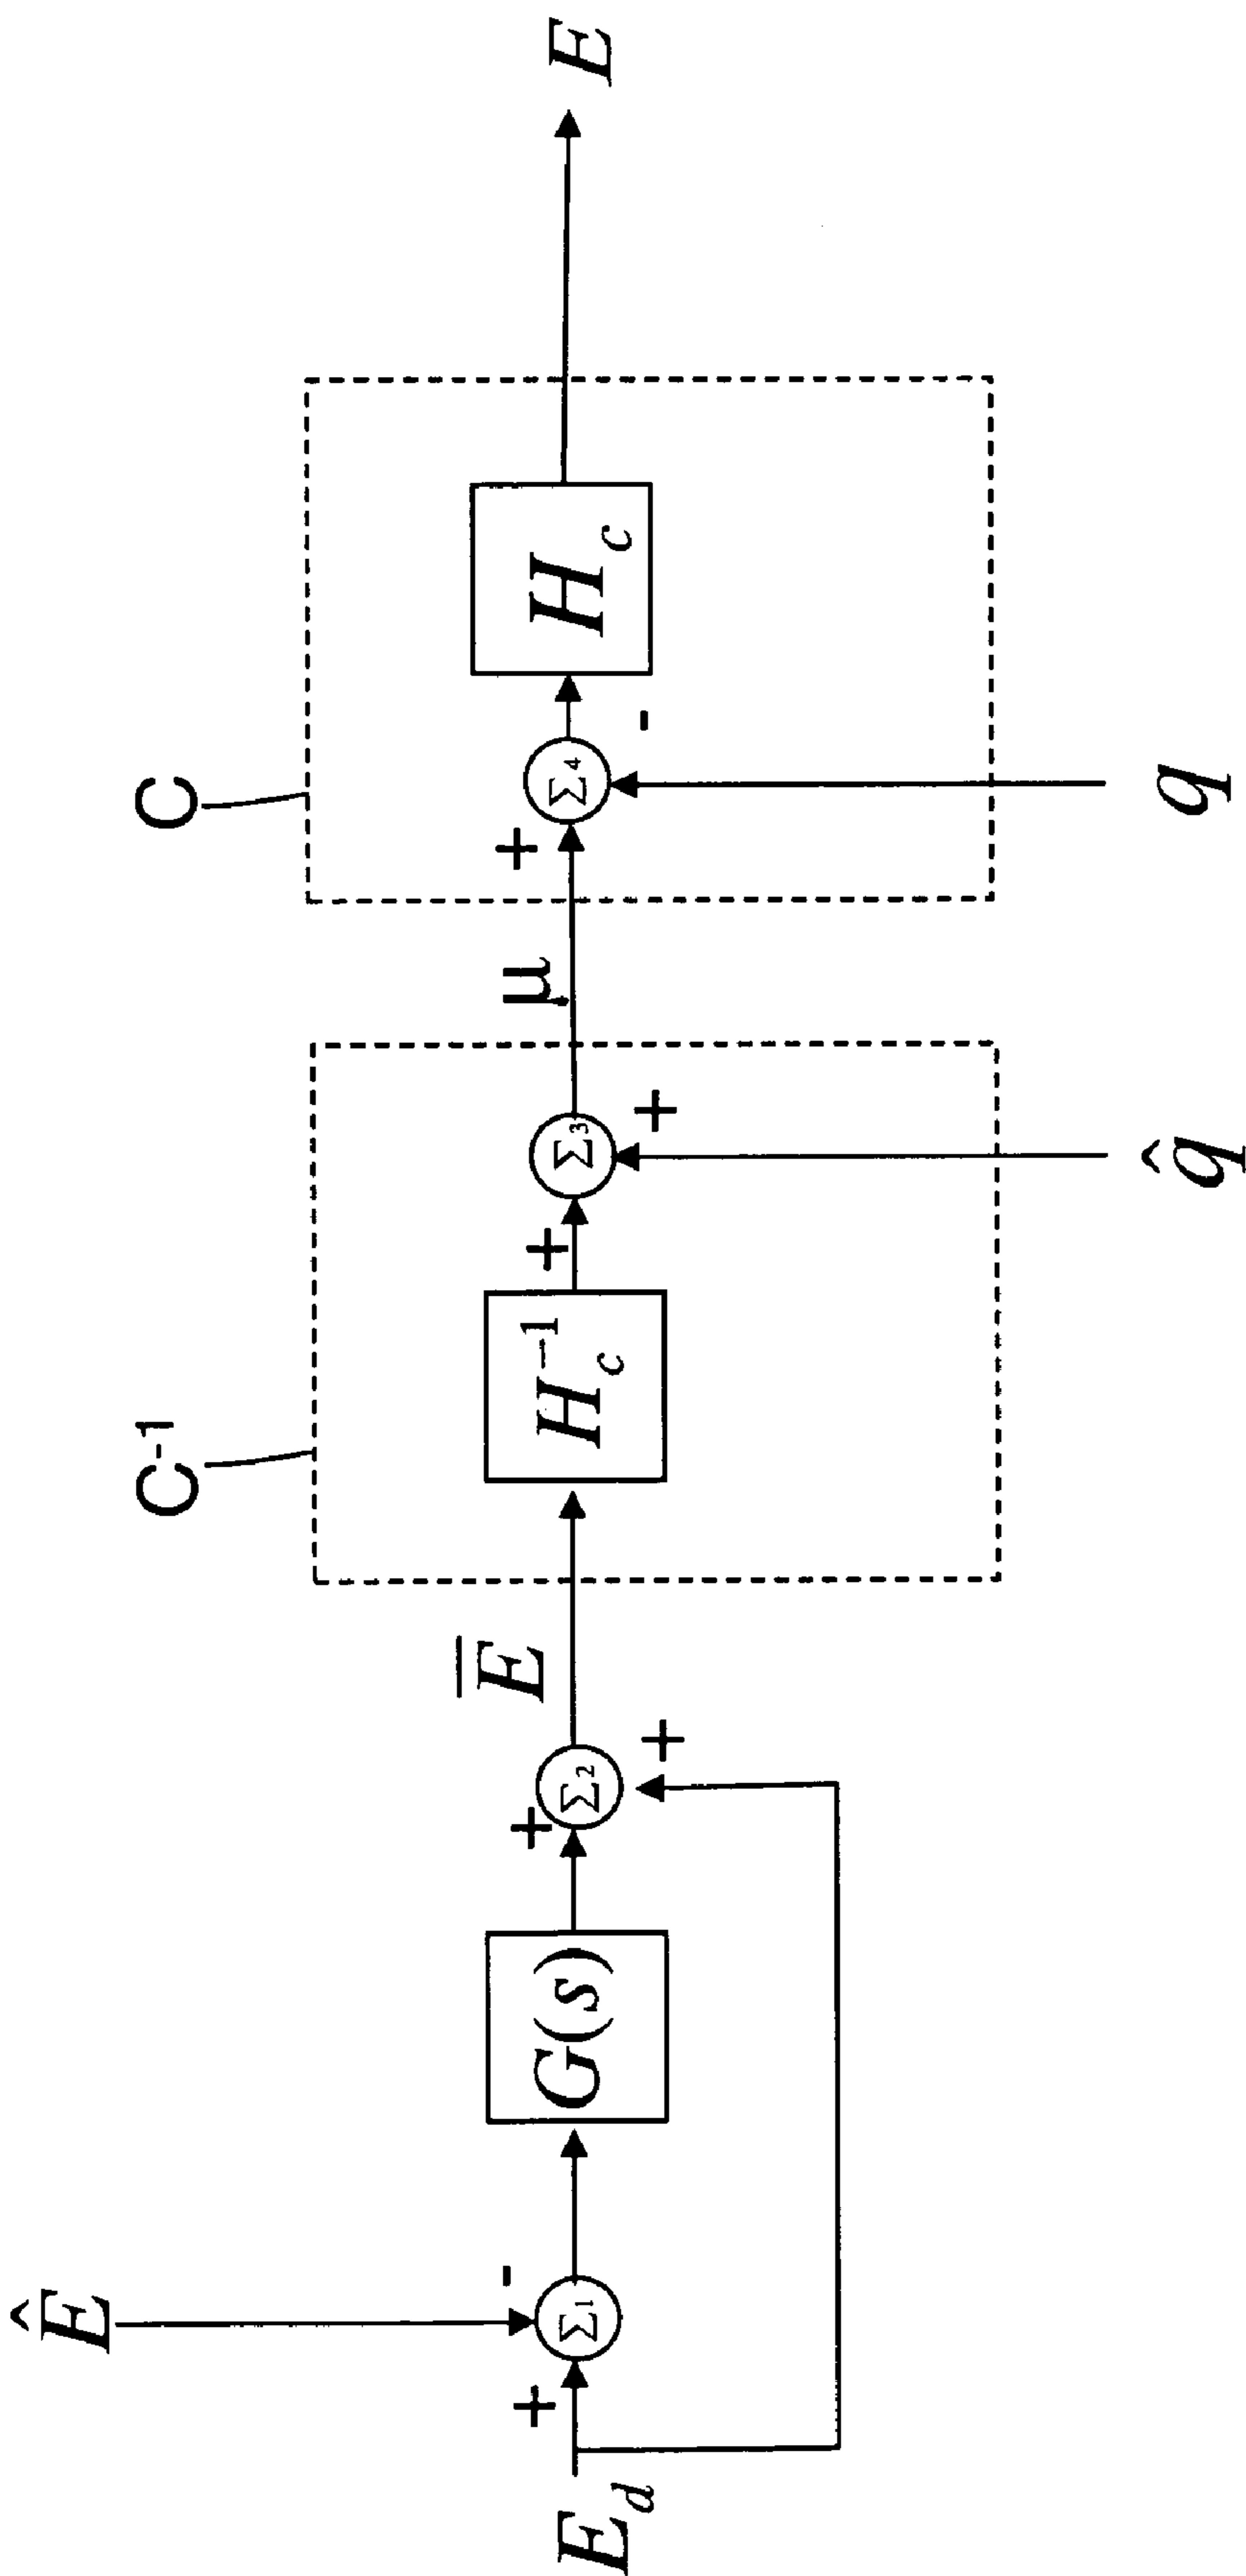 Ê
E_d
+
-
Σ1
G(s)
+
Σ2
+
E̅
C⁻¹
H_c⁻¹
+
Σ3
+
q̂
μ
C
+
Σ4
-
q
H_c
E